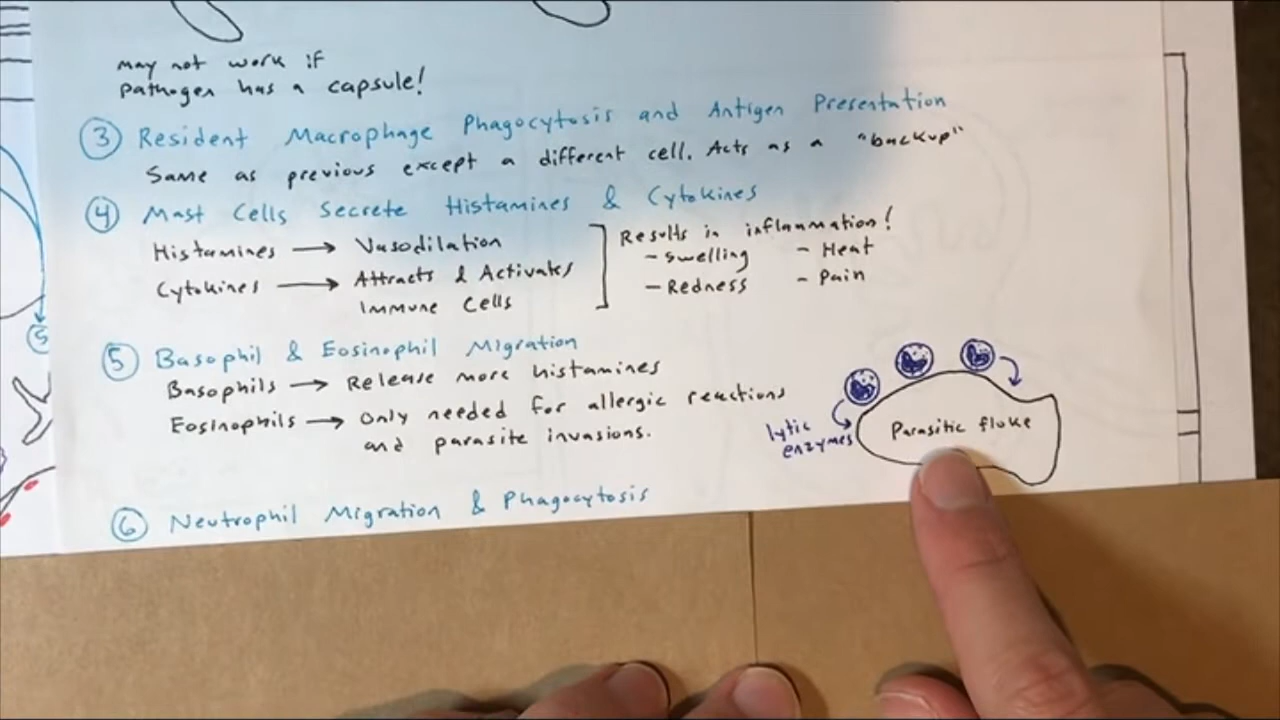 may not work if
pathogen has a capsule!
3 Resident Macrophage Phagocytosis and Antigen Presentation
Same as previous except a different cell. Acts as a "backup"
4 Mast Cells Secrete Histamines & Cytokines
Histamines → Vasodilation
Cytokines → Attracts & Activates
Immune Cells
Results in inflammation!
- Swelling - Heat
- Redness - Pain
5 Basophil & Eosinophil Migration
Basophils → Release more histamines
Eosinophils → Only needed for allergic reactions
and parasite invasions.
lytic
enzymes
Parasitic fluke
6 Neutrophil Migration & Phagocytosis
5